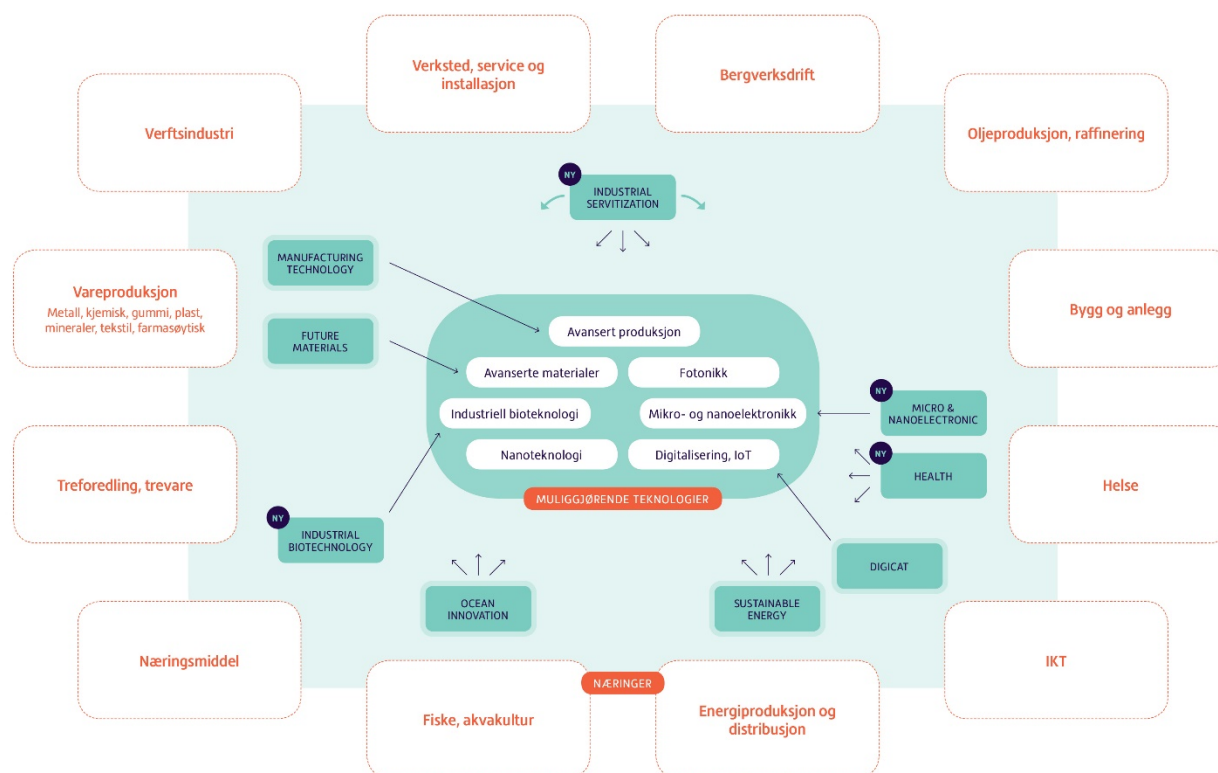 Verksted, service og
installasjon
Bergverksdrift
Verftsindustri
Oljeproduksjon, raffinering
NY
INDUSTRIAL
SERVITIZATION
MANUFACTURING
TECHNOLOGY
Vareproduksjon
Metall, kjemisk, gummi, plast,
mineraler, tekstil, farmasøytisk
Bygg og anlegg
FUTURE
MATERIALS
Avansert produksjon
Avanserte materialer
Fotonikk
Industriell bioteknologi
Mikro- og nanoelektronikk
Nanoteknologi
Digitalisering, IoT
MULIGGJØRENDE TEKNOLOGIER
NY
MICRO &
NANOELECTRONIC
NY
HEALTH
Treforedling, trevare
Helse
NY
INDUSTRIAL
BIOTECHNOLOGY
DIGICAT
OCEAN
INNOVATION
SUSTAINABLE
ENERGY
Næringsmiddel
IKT
NÆRINGER
Fiske, akvakultur
Energiproduksjon og
distribusjon